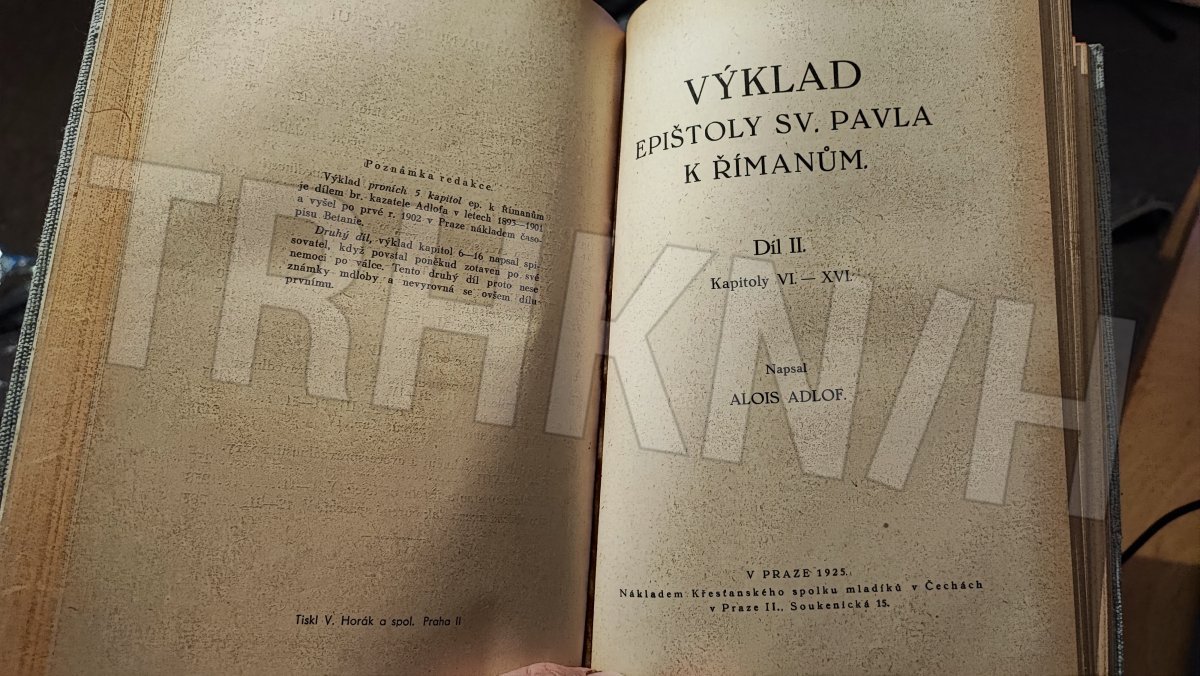 Poznámka redakce.
Výklad prvních 5 kapitol ep. k Římanům
je dílem br. kazatele Adlofa v letech 1893—1901
a vyšel po prvé r. 1902 v Praze nákladem časo-
pisu Betanie.
Druhý díl, výklad kapitol 6—16 napsal spi-
sovatel, když povstal poněkud zotaven po své
nemoci po válce. Tento druhý díl proto nese
známky mdloby a nevyrovná se ovšem dílu
prvnímu.
Tiskl V. Horák a spol. Praha II
VÝKLAD
EPIŠTOLY SV. PAVLA
K ŘÍMANŮM.
Díl II.
Kapitoly VI. — XVI.
Napsal
ALOIS ADLOF.
V PRAZE 1925.
Nákladem Křesťanského spolku mladíků v Čechách
v Praze II., Soukenická 15.
TRHKN/H